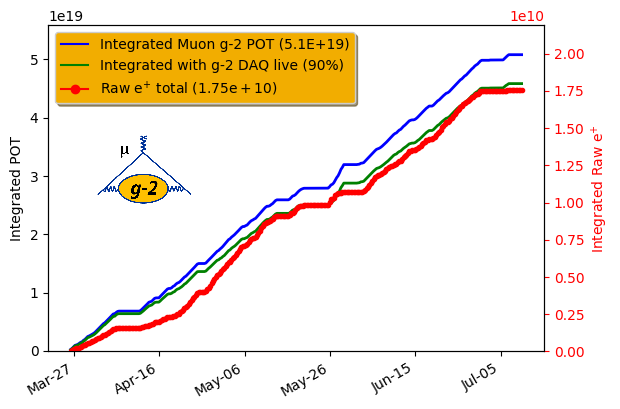 1e19
1e10
Integrated Muon g-2 POT (5.1E+19)
Integrated with g-2 DAQ live (90%)
Raw e⁺ total (1.75e + 10)
μ
g-2
Integrated POT
5
4
3
2
1
0
Integrated Raw e⁺
2.00
1.75
1.50
1.25
1.00
0.75
0.50
0.25
0.00
Mar-27
Apr-16
May-06
May-26
Jun-15
Jul-05